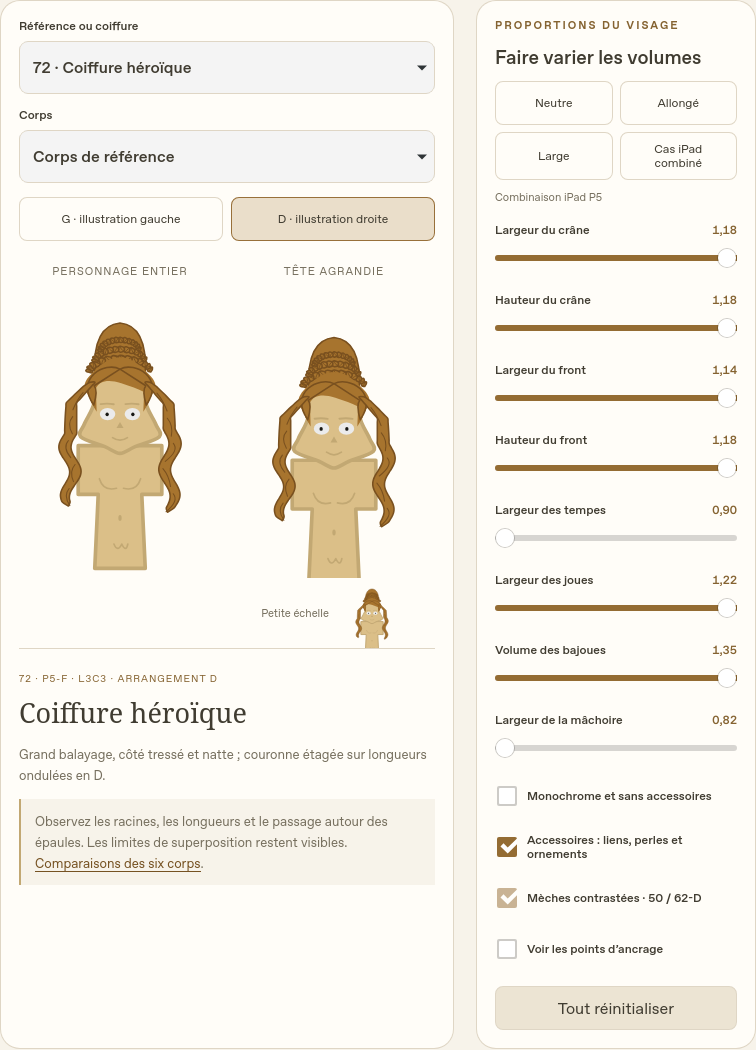 Référence ou coiffure
72 · Coiffure héroïque
Corps
Corps de référence
G · illustration gauche
D · illustration droite
PERSONNAGE ENTIER
TÊTE AGRANDIE
Petite échelle
72 · P5-F · L3C3 · ARRANGEMENT D
Coiffure héroïque
Grand balayage, côté tressé et natte ; couronne étagée sur longueurs
ondulées en D.
Observez les racines, les longueurs et le passage autour des
épaules. Les limites de superposition restent visibles.
Comparaisons des six corps.
PROPORTIONS DU VISAGE
Faire varier les volumes
Neutre
Allongé
Large
Cas iPad
combiné
Combinaison iPad P5
Largeur du crâne 1,18
Hauteur du crâne 1,18
Largeur du front 1,14
Hauteur du front 1,18
Largeur des tempes 0,90
Largeur des joues 1,22
Volume des bajoues 1,35
Largeur de la mâchoire 0,82
Monochrome et sans accessoires
Accessoires : liens, perles et
ornements
Mèches contrastées · 50 / 62-D
Voir les points d’ancrage
Tout réinitialiser